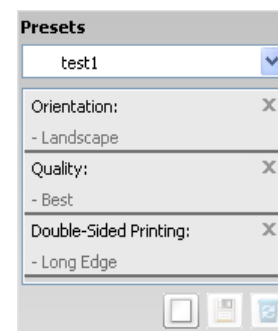 Presets
test1
Orientation:
- Landscape
Quality:
- Best
Double-Sided Printing:
- Long Edge